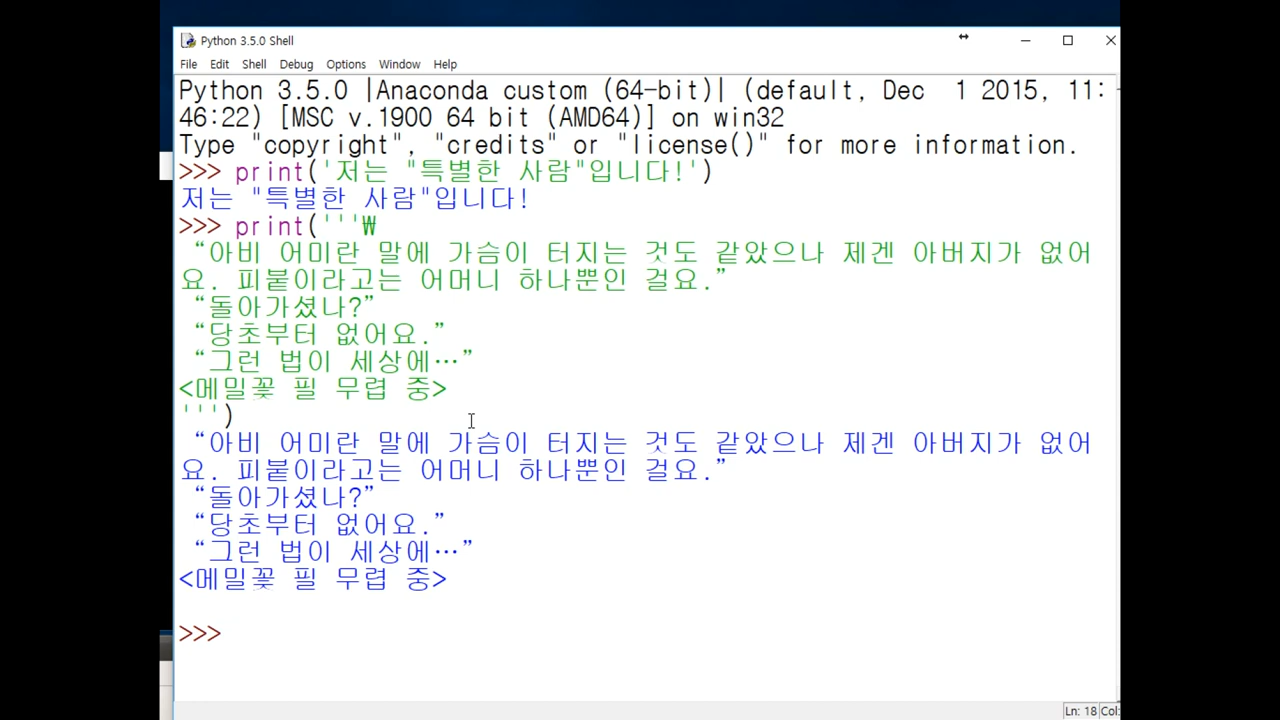 Python 3.5.0 Shell
File Edit Shell Debug Options Window Help
Python 3.5.0 |Anaconda custom (64-bit)| (default, Dec  1 2015, 11:
46:22) [MSC v.1900 64 bit (AMD64)] on win32
Type "copyright", "credits" or "license()" for more information.
>>> print('저는 "특별한 사람"입니다!')
저는 "특별한 사람"입니다!
>>> print('''₩
“아비 어미란 말에 가슴이 터지는 것도 같았으나 제겐 아버지가 없어
요. 피붙이라고는 어머니 하나뿐인 걸요.”
“돌아가셨나?”
“당초부터 없어요.”
“그런 법이 세상에…”
<메밀꽃 필 무렵 중>
''')
“아비 어미란 말에 가슴이 터지는 것도 같았으나 제겐 아버지가 없어
요. 피붙이라고는 어머니 하나뿐인 걸요.”
“돌아가셨나?”
“당초부터 없어요.”
“그런 법이 세상에…”
<메밀꽃 필 무렵 중>
>>>
Ln: 18 Col: